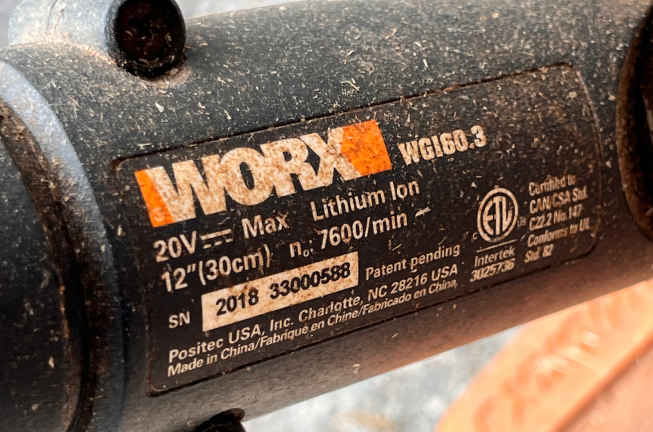 WORX WG160.3
20V⎓ Max Lithium Ion
12"(30cm) n₀: 7600/min
SN 2018 33000588 Patent pending
Positec USA, Inc. Charlotte, NC 28216 USA
Made in China/Fabriqué en Chine/Fabricado en China,
ETL
Intertek
3025736
Certified to
CAN/CSA Std.
C22.2 No.147
Conforms to UL
Std. 82